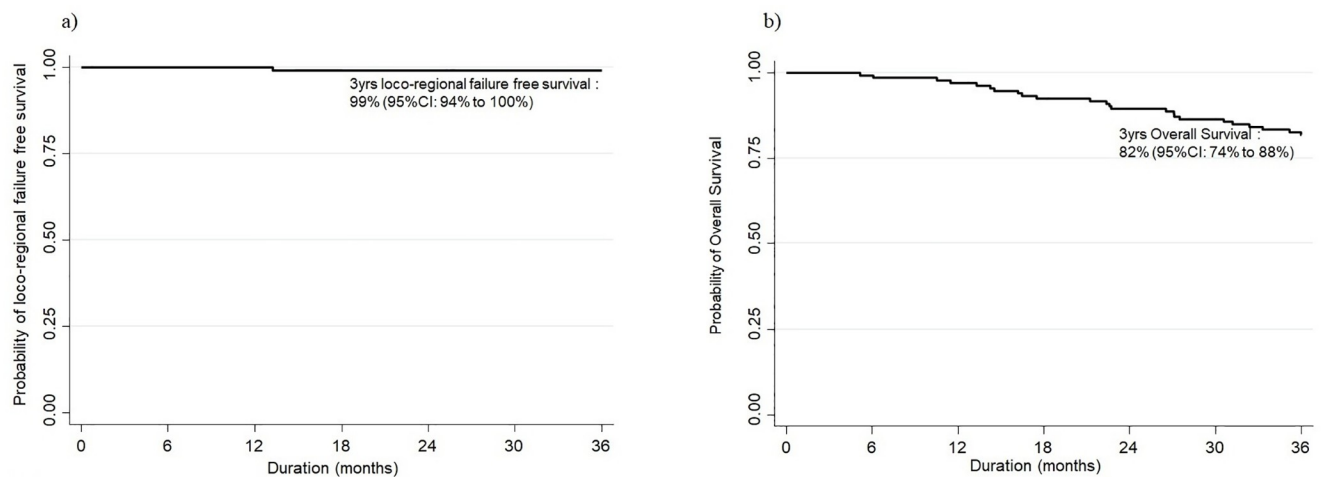 a)
Probability of loco-regional failure free survival
1.00
0.75
0.50
0.25
0.00
3yrs loco-regional failure free survival :
99% (95%CI: 94% to 100%)
0 6 12 18 24 30 36
Duration (months)
b)
Probability of Overall Survival
1.00
0.75
0.50
0.25
0.00
3yrs Overall Survival :
82% (95%CI: 74% to 88%)
0 6 12 18 24 30 36
Duration (months)